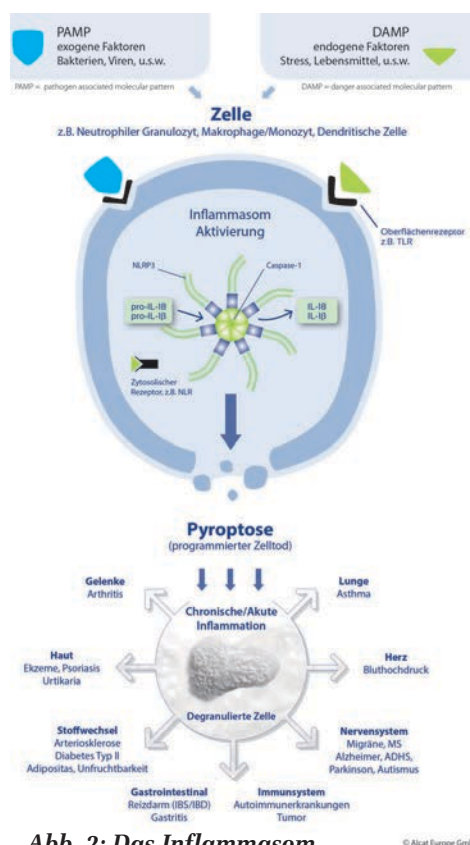 PAMP
exogene Faktoren
Bakterien, Viren, u.s.w.
DAMP
endogene Faktoren
Stress, Lebensmittel, u.s.w.
PAMP = pathogen associated molecular pattern
DAMP = danger associated molecular pattern
Zelle
z.B. Neutrophiler Granulozyt, Makrophage/Monozyt, Dendritische Zelle
Inflammasom
Aktivierung
Oberflächenrezeptor
z.B. TLR
NLRP3
Caspase-1
pro-IL-IB
pro-IL-Iβ
IL-IB
IL-Iβ
Zytosolischer
Rezeptor, z.B. NLR
Pyroptose
(programmierter Zelltod)
Gelenke
Arthritis
Lunge
Asthma
Chronische/Akute
Inflammation
Haut
Ekzeme, Psoriasis
Urtikaria
Herz
Bluthochdruck
Degranulierte Zelle
Stoffwechsel
Arteriosklerose
Diabetes Typ II
Adipositas, Unfruchtbarkeit
Nervensystem
Migräne, MS
Alzheimer, ADHS,
Parkinson, Autismus
Gastrointestinal
Reizdarm (IBS/IBD)
Gastritis
Immunsystem
Autoimmunerkrankungen
Tumor
Abb. 2: Das Inflammasom
© Alcat Europe